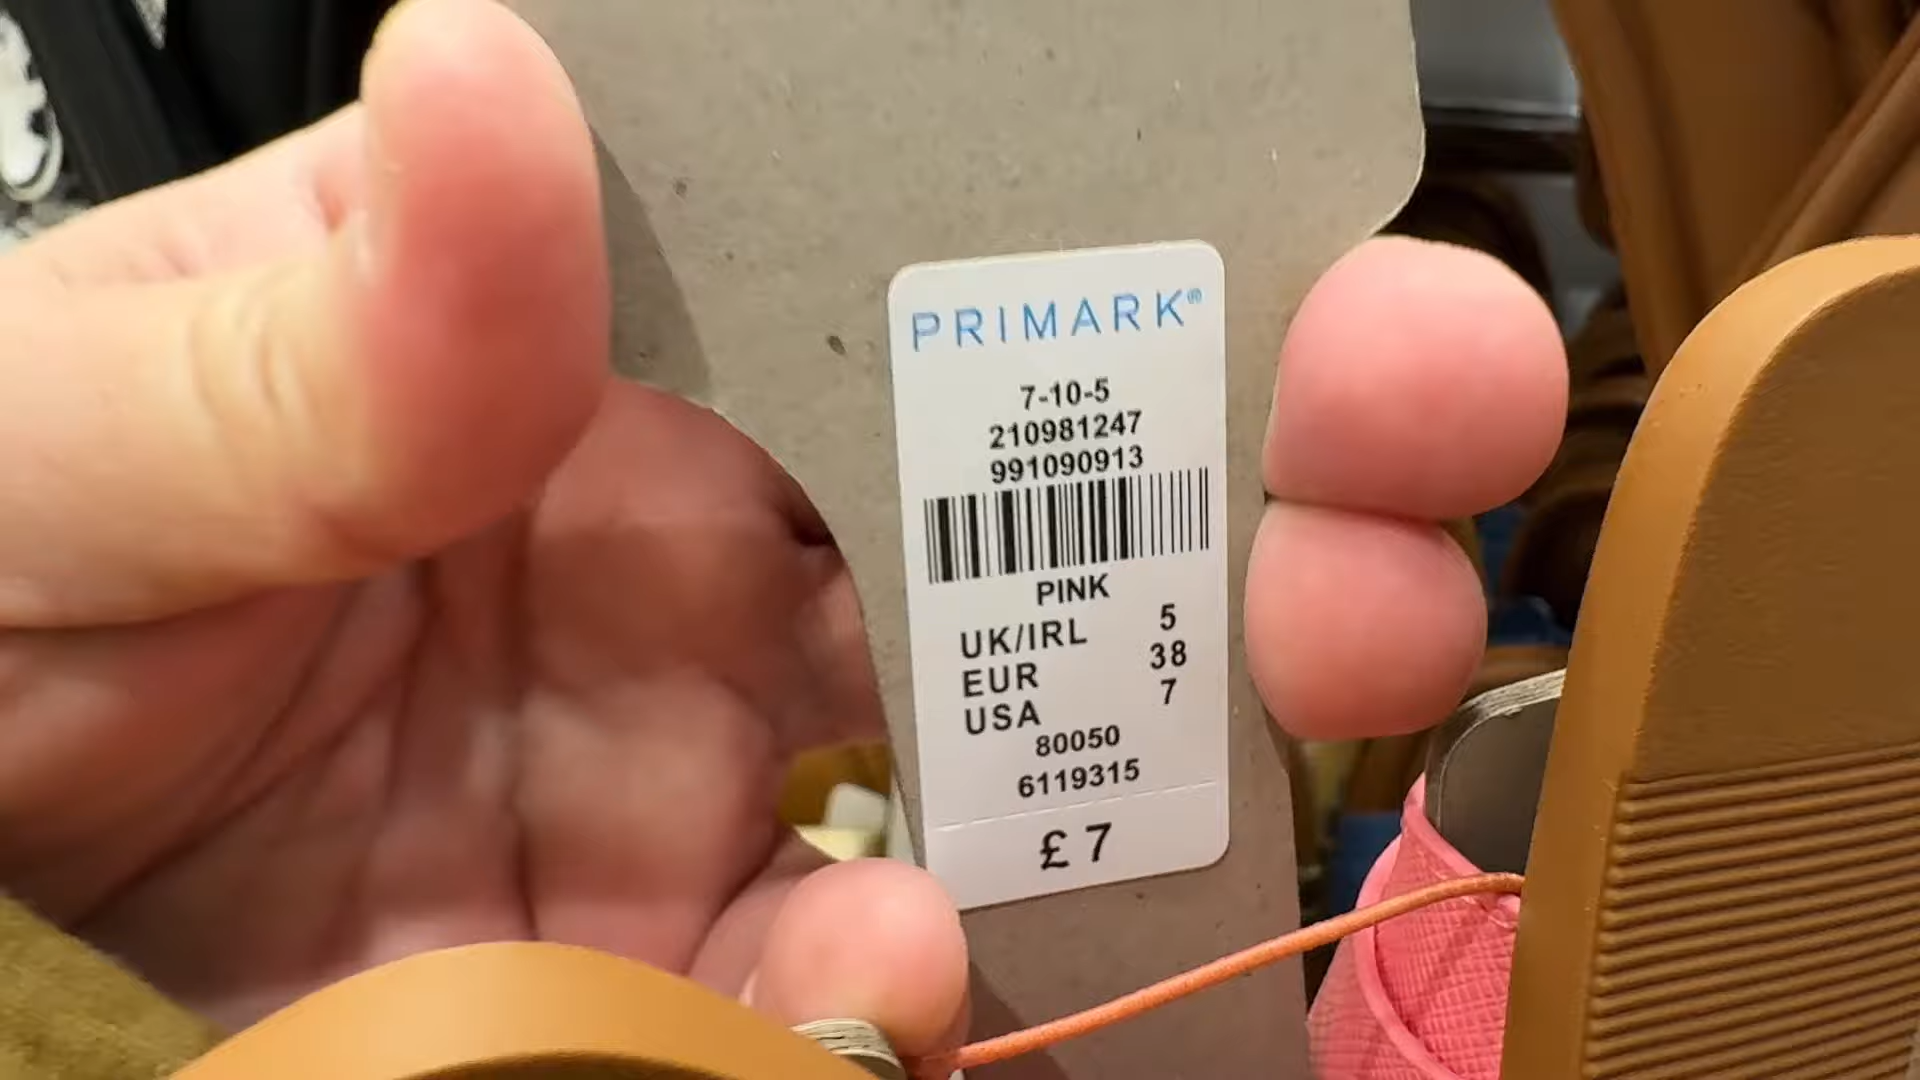 PRIMARK®
7-10-5
210981247
991090913
PINK
UK/IRL 5
EUR 38
USA 7
80050
6119315
£ 7